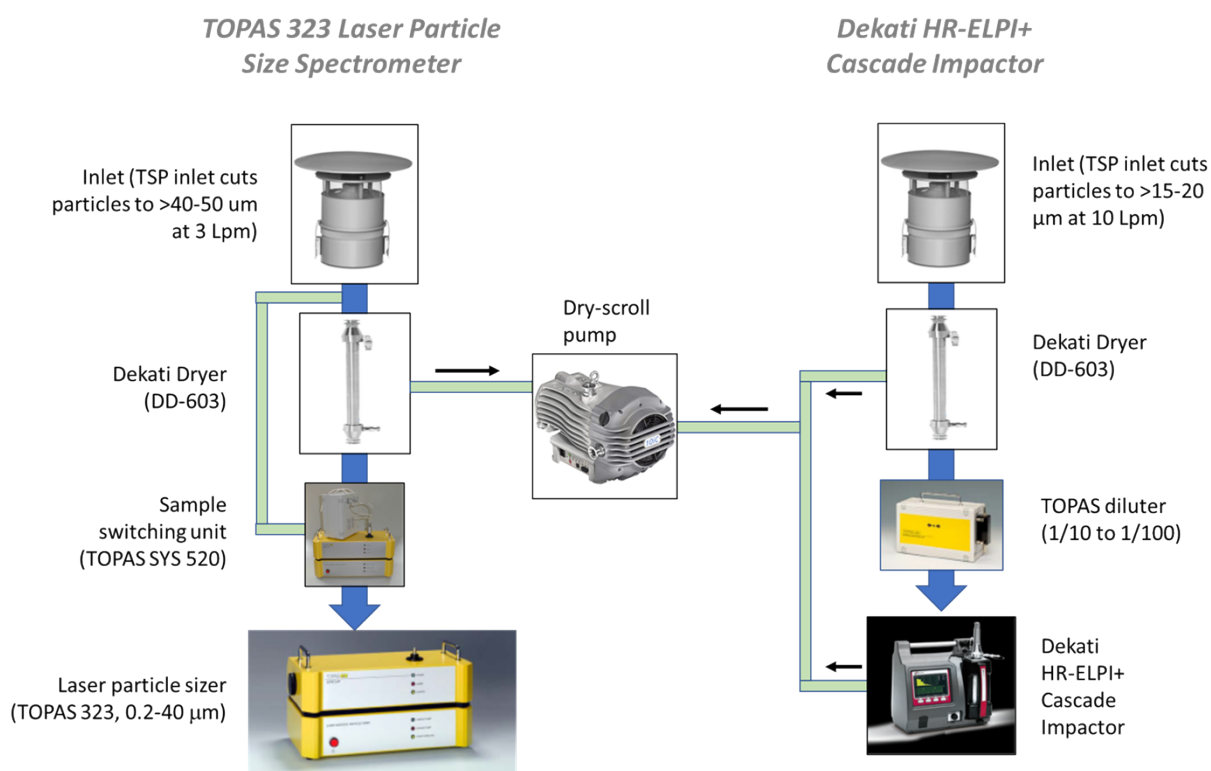 TOPAS 323 Laser Particle
Size Spectrometer
Dekati HR-ELPI+
Cascade Impactor
Inlet (TSP inlet cuts
particles to >40-50 um
at 3 Lpm)
Inlet (TSP inlet cuts
particles to >15-20
μm at 10 Lpm)
Dry-scroll
pump
Dekati Dryer
(DD-603)
Dekati Dryer
(DD-603)
Sample
switching unit
(TOPAS SYS 520)
TOPAS diluter
(1/10 to 1/100)
Laser particle sizer
(TOPAS 323, 0.2-40 μm)
Dekati
HR-ELPI+
Cascade
Impactor